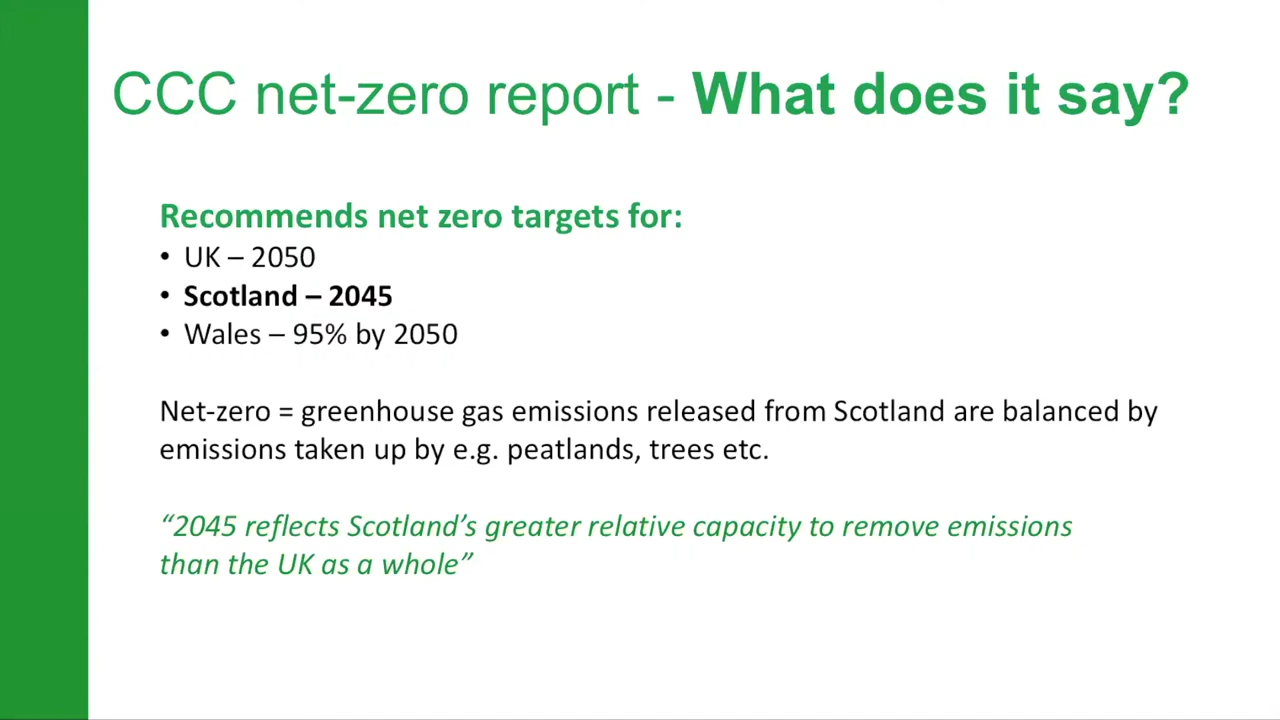 CCC net-zero report - What does it say?
Recommends net zero targets for:
• UK – 2050
• Scotland – 2045
• Wales – 95% by 2050
Net-zero = greenhouse gas emissions released from Scotland are balanced by
emissions taken up by e.g. peatlands, trees etc.
“2045 reflects Scotland’s greater relative capacity to remove emissions
than the UK as a whole”